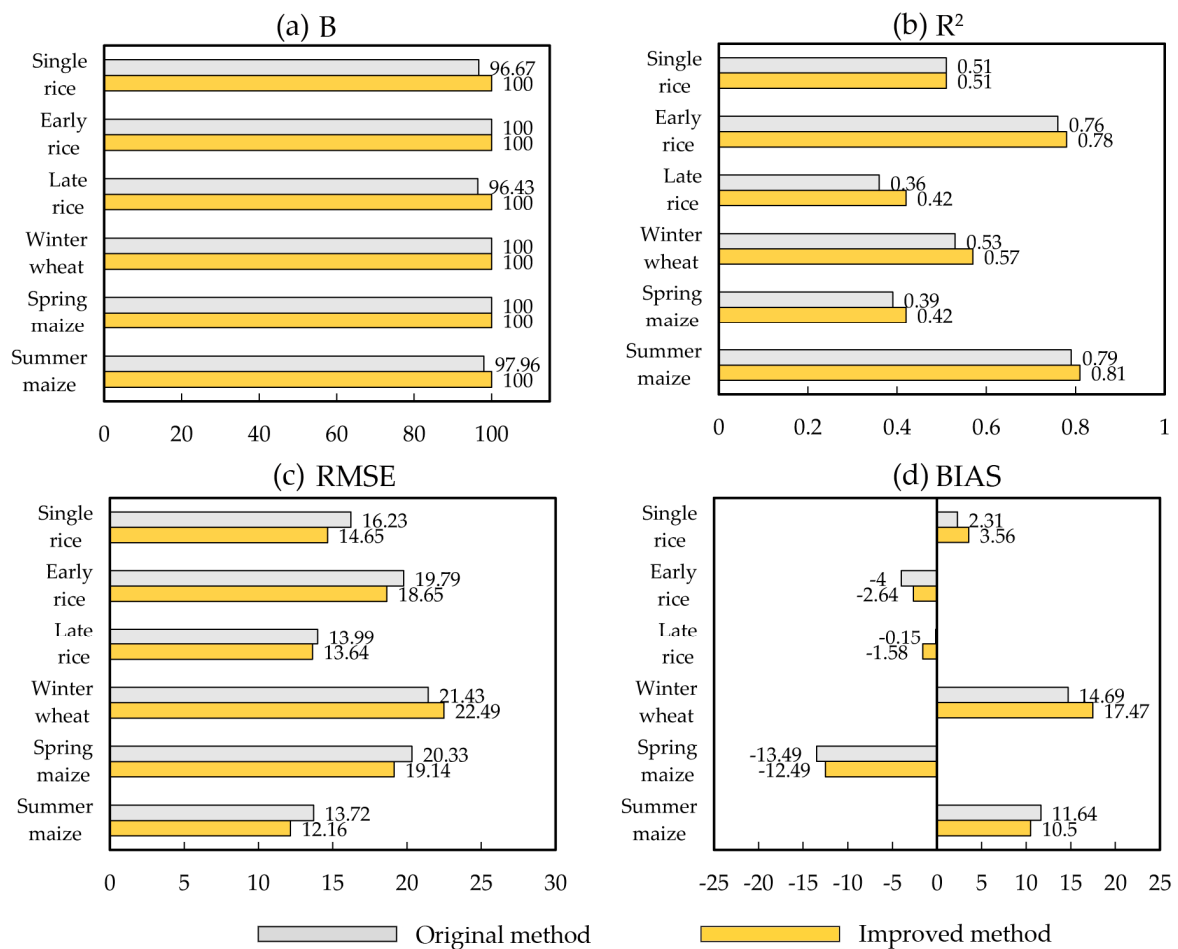 (a) B
Single
rice
96.67
100
Early
rice
100
100
Late
rice
96.43
100
Winter
wheat
100
100
Spring
maize
100
100
Summer
maize
97.96
100
0 20 40 60 80 100
(b) R²
Single
rice
0.51
0.51
Early
rice
0.76
0.78
Late
rice
0.36
0.42
Winter
wheat
0.53
0.57
Spring
maize
0.39
0.42
Summer
maize
0.79
0.81
0 0.2 0.4 0.6 0.8 1
(c) RMSE
Single
rice
16.23
14.65
Early
rice
19.79
18.65
Late
rice
13.99
13.64
Winter
wheat
21.43
22.49
Spring
maize
20.33
19.14
Summer
maize
13.72
12.16
0 5 10 15 20 25 30
(d) BIAS
Single
rice
2.31
3.56
Early
rice
-4
-2.64
Late
rice
-0.15
-1.58
Winter
wheat
14.69
17.47
Spring
maize
-13.49
-12.49
Summer
maize
11.64
10.5
-25 -20 -15 -10 -5 0 5 10 15 20 25
Original method
Improved method